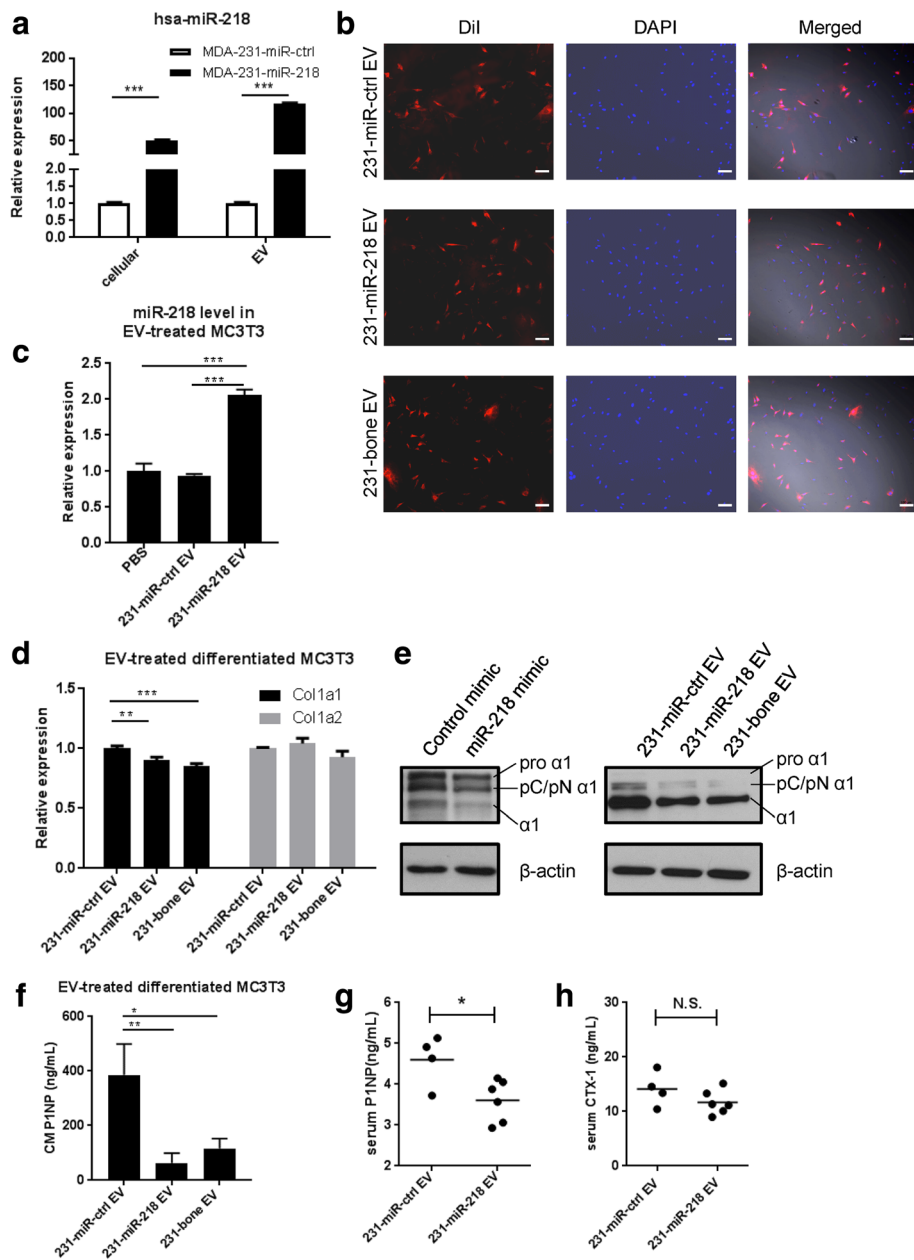 a
hsa-miR-218
MDA-231-miR-ctrl
MDA-231-miR-218
Relative expression
150
100
50
2.0
1.5
1.0
0.5
0.0
***
***
cellular
EV
b
DiI
DAPI
Merged
231-miR-ctrl EV
231-miR-218 EV
231-bone EV
c
miR-218 level in
EV-treated MC3T3
Relative expression
2.5
2.0
1.5
1.0
0.5
0.0
***
***
PBS
231-miR-ctrl EV
231-miR-218 EV
d
EV-treated differentiated MC3T3
Relative expression
1.5
1.0
0.5
0.0
***
**
Col1a1
Col1a2
231-miR-ctrl EV
231-miR-218 EV
231-bone EV
231-miR-ctrl EV
231-miR-218 EV
231-bone EV
e
Control mimic
miR-218 mimic
pro α1
pC/pN α1
α1
β-actin
231-miR-ctrl EV
231-miR-218 EV
231-bone EV
pro α1
pC/pN α1
α1
β-actin
f
EV-treated differentiated MC3T3
CM P1NP (ng/mL)
600
400
200
0
*
**
231-miR-ctrl EV
231-miR-218 EV
231-bone EV
g
serum P1NP(ng/mL)
6
5
4
3
2
*
231-miR-ctrl EV
231-miR-218 EV
h
serum CTX-1 (ng/mL)
30
20
10
0
N.S.
231-miR-ctrl EV
231-miR-218 EV